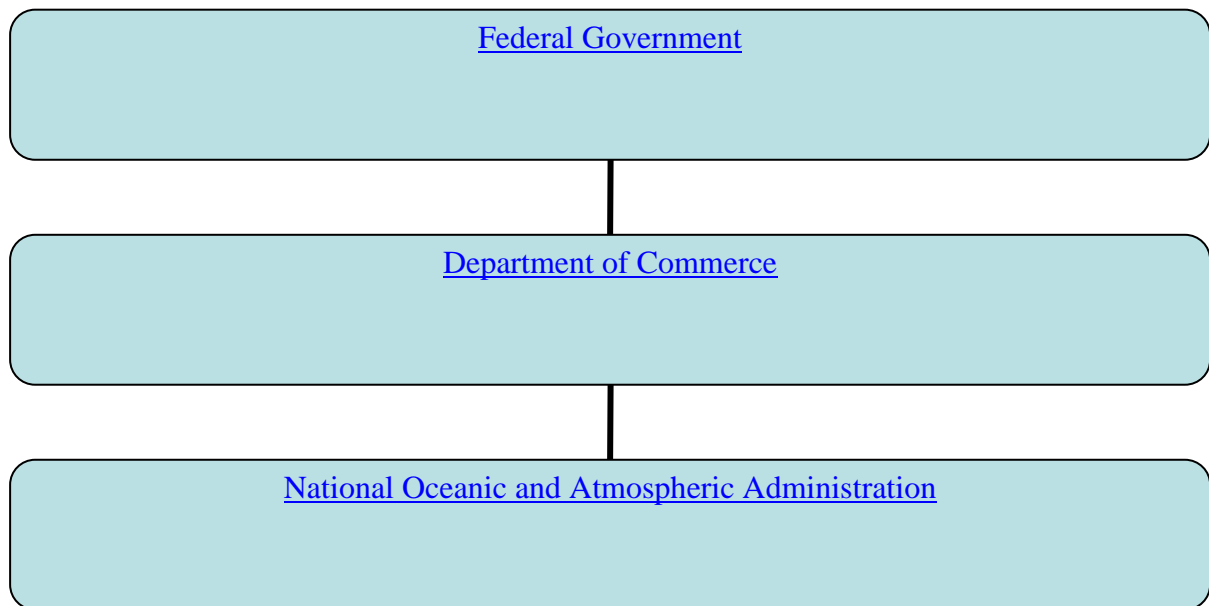 Federal Government
Department of Commerce
National Oceanic and Atmospheric Administration